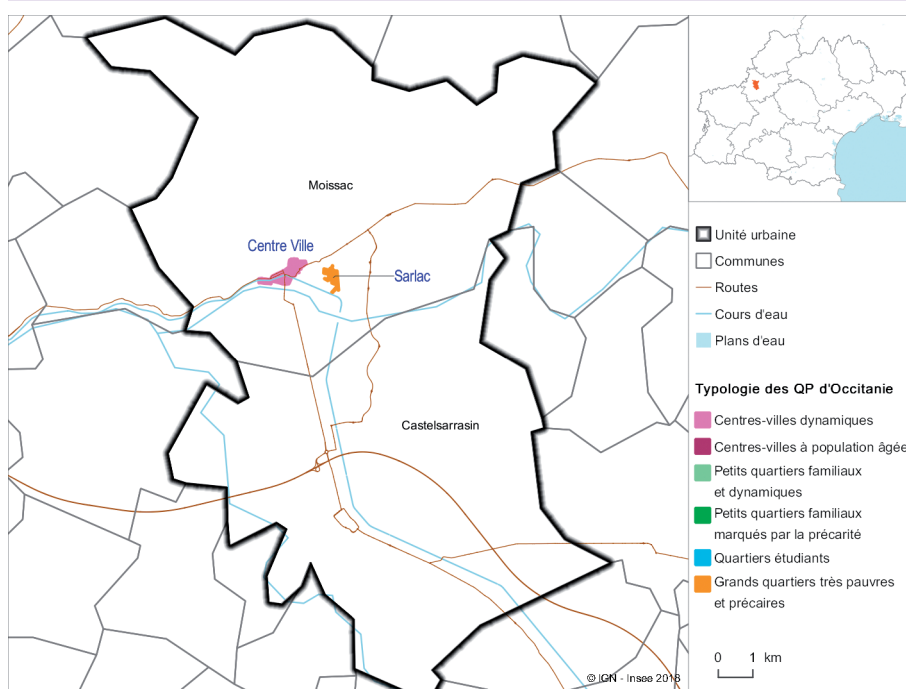 Moissac
Centre Ville
Sarlac
Castelsarrasin
© IGN - Insee 2018
Unité urbaine
Communes
Routes
Cours d'eau
Plans d'eau
Typologie des QP d'Occitanie
Centres-villes dynamiques
Centres-villes à population âgée
Petits quartiers familiaux
et dynamiques
Petits quartiers familiaux
marqués par la précarité
Quartiers étudiants
Grands quartiers très pauvres
et précaires
0 1 km